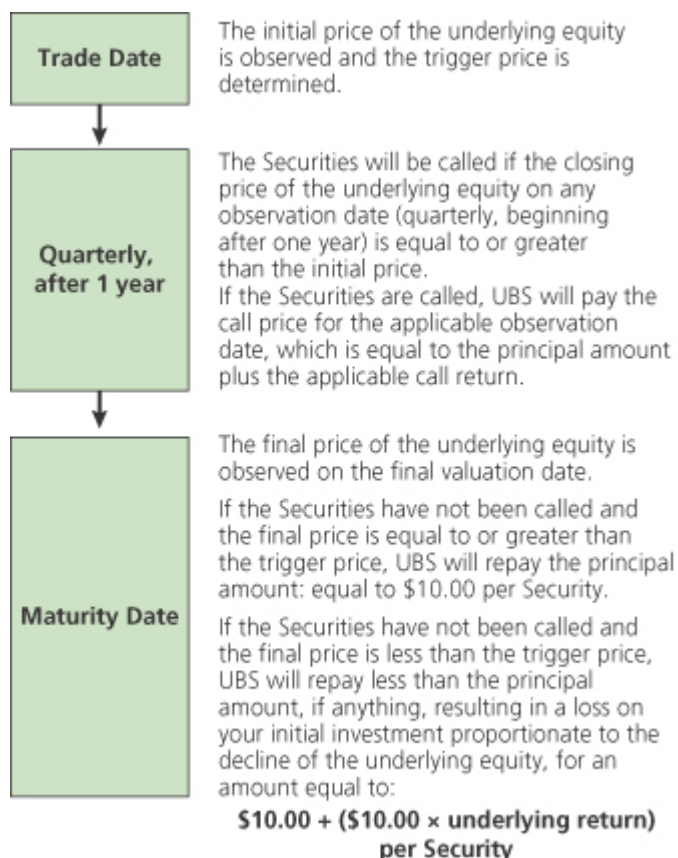 Trade Date
The initial price of the underlying equity
is observed and the trigger price is
determined.
Quarterly,
after 1 year
The Securities will be called if the closing
price of the underlying equity on any
observation date (quarterly, beginning
after one year) is equal to or greater
than the initial price.
If the Securities are called, UBS will pay the
call price for the applicable observation
date, which is equal to the principal amount
plus the applicable call return.
Maturity Date
The final price of the underlying equity is
observed on the final valuation date.
If the Securities have not been called and
the final price is equal to or greater than
the trigger price, UBS will repay the principal
amount: equal to $10.00 per Security.
If the Securities have not been called and
the final price is less than the trigger price,
UBS will repay less than the principal
amount, if anything, resulting in a loss on
your initial investment proportionate to the
decline of the underlying equity, for an
amount equal to:
$10.00 + ($10.00 × underlying return)
per Security